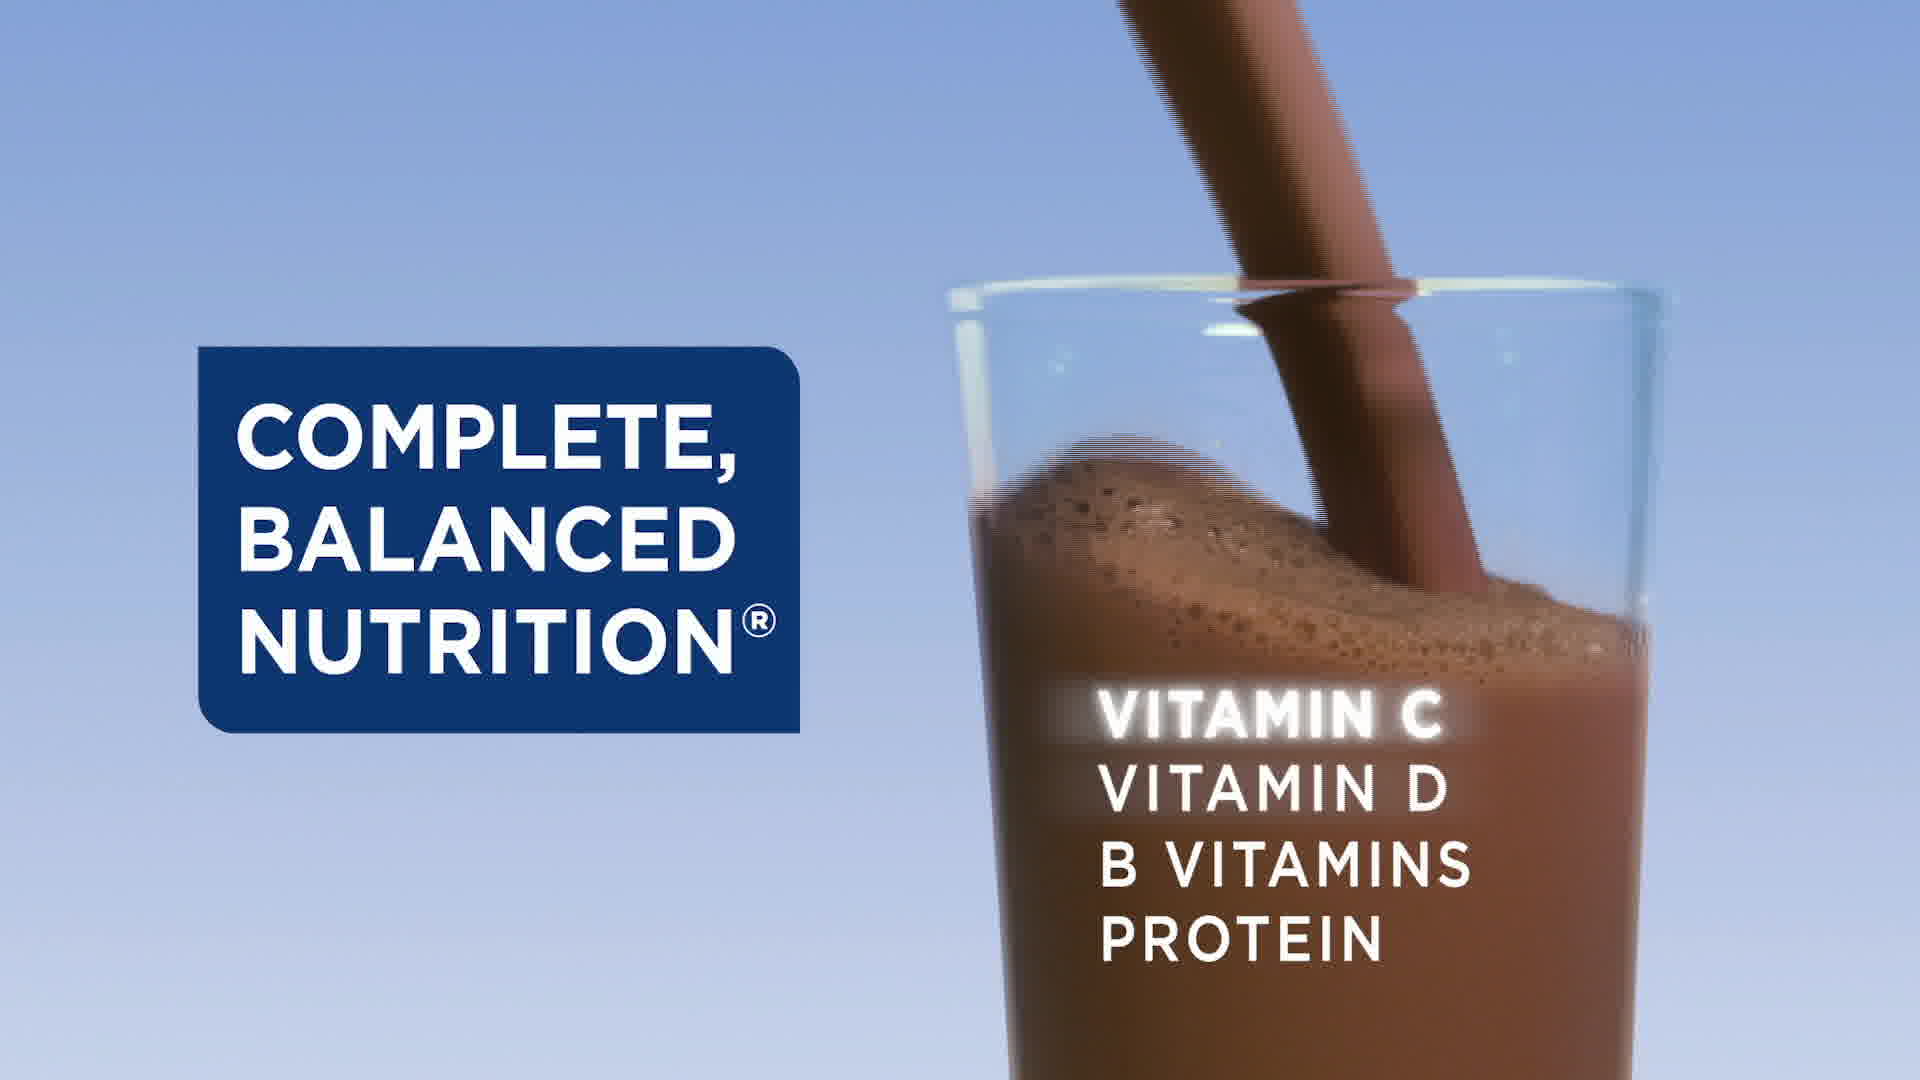 COMPLETE,
BALANCED
NUTRITION®
VITAMIN C
VITAMIN D
B VITAMINS
PROTEIN